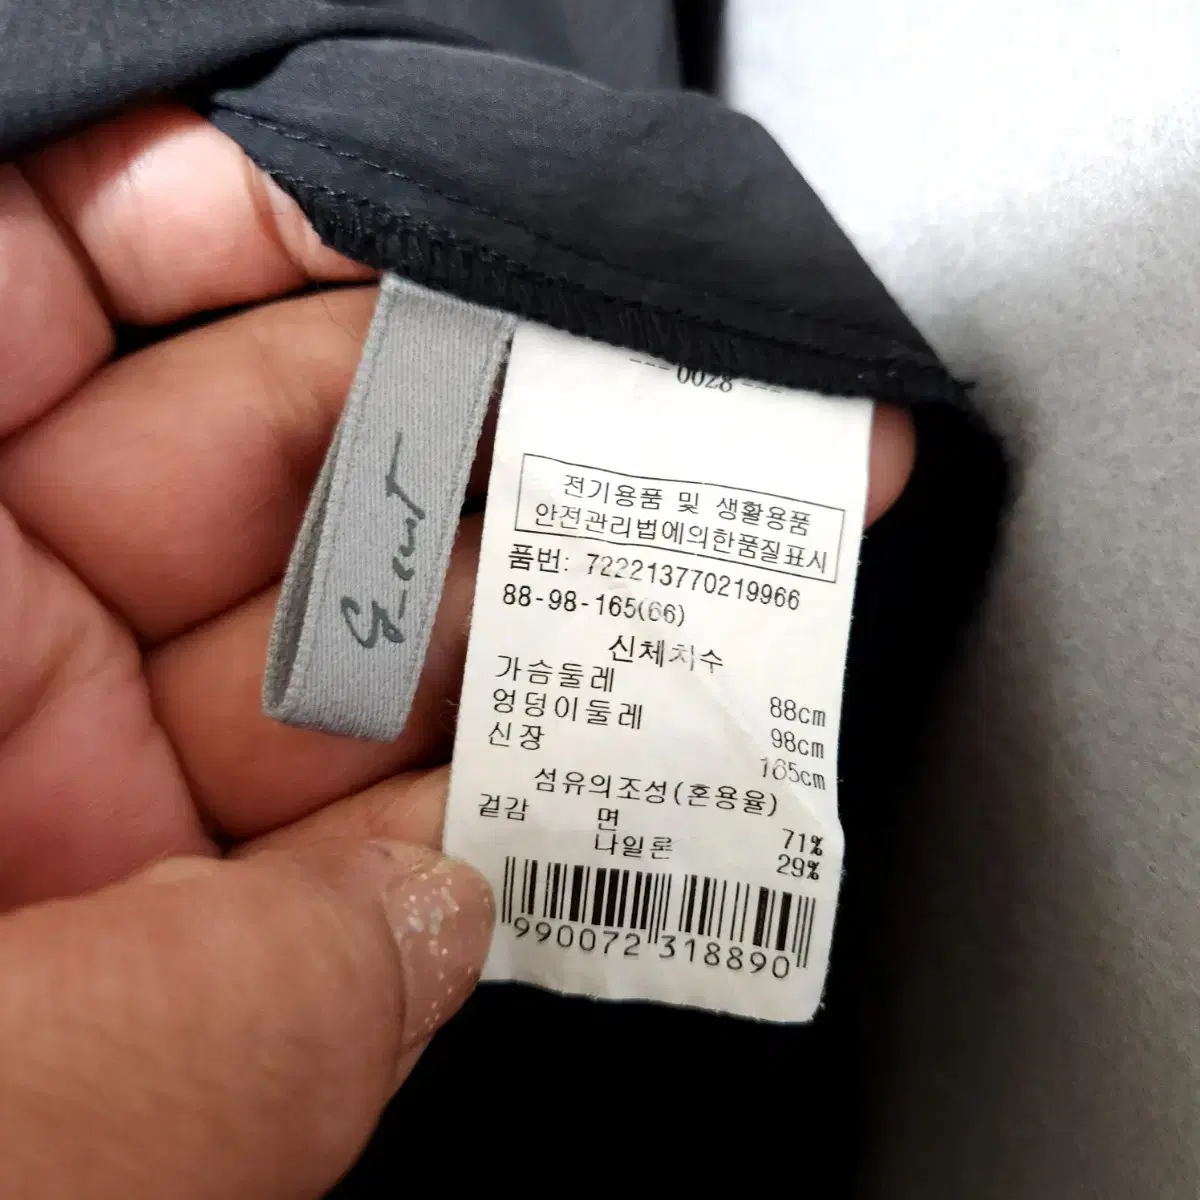 0028
전기용품 및 생활용품
안전관리법에의한품질표시
품번: 722213770219966
88-98-165(66)
신체치수
가슴둘레 88cm
엉덩이둘레 98cm
신장 165cm
섬유의조성(혼용율)
겉감 면 71%
나일론 29%
990072 318890